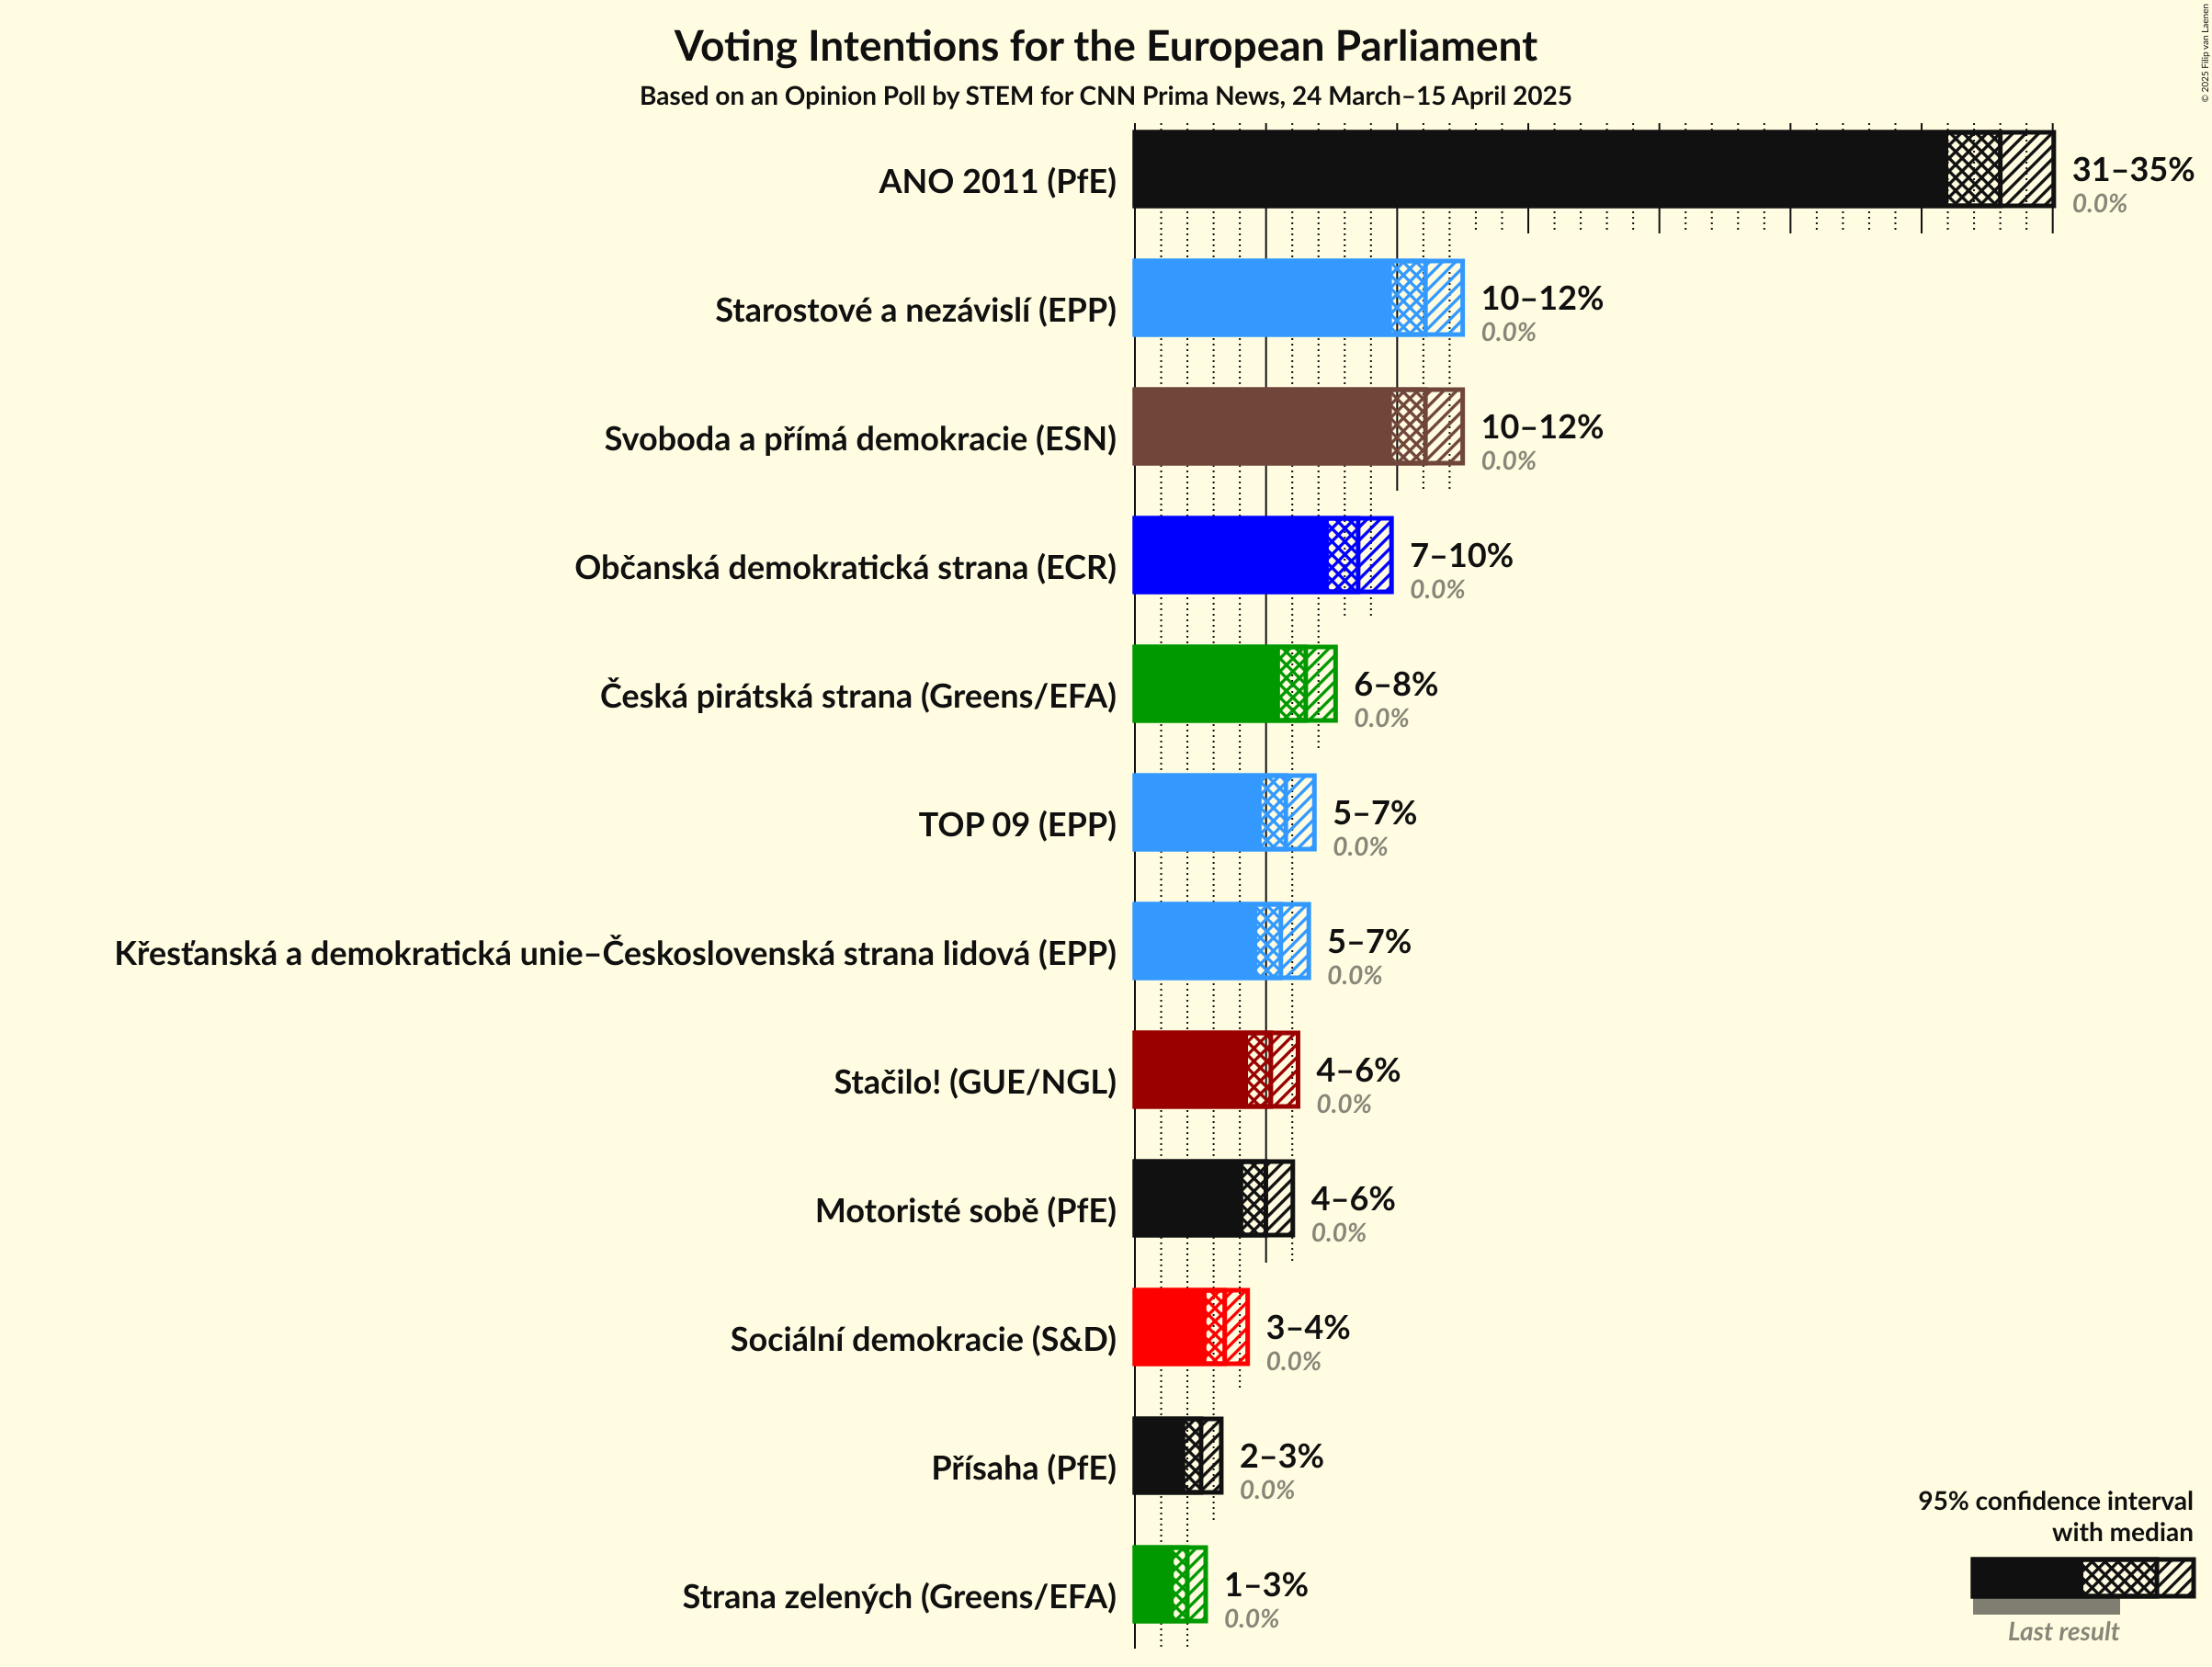 Voting Intentions for the European Parliament
Based on an Opinion Poll by STEM for CNN Prima News, 24 March–15 April 2025
© 2025 Filip van Laenen
ANO 2011 (PfE)
31–35%
0.0%
Starostové a nezávislí (EPP)
10–12%
0.0%
Svoboda a přímá demokracie (ESN)
10–12%
0.0%
Občanská demokratická strana (ECR)
7–10%
0.0%
Česká pirátská strana (Greens/EFA)
6–8%
0.0%
TOP 09 (EPP)
5–7%
0.0%
Křesťanská a demokratická unie–Československá strana lidová (EPP)
5–7%
0.0%
Stačilo! (GUE/NGL)
4–6%
0.0%
Motoristé sobě (PfE)
4–6%
0.0%
Sociální demokracie (S&D)
3–4%
0.0%
Přísaha (PfE)
2–3%
0.0%
Strana zelených (Greens/EFA)
1–3%
0.0%
95% confidence interval
with median
Last result